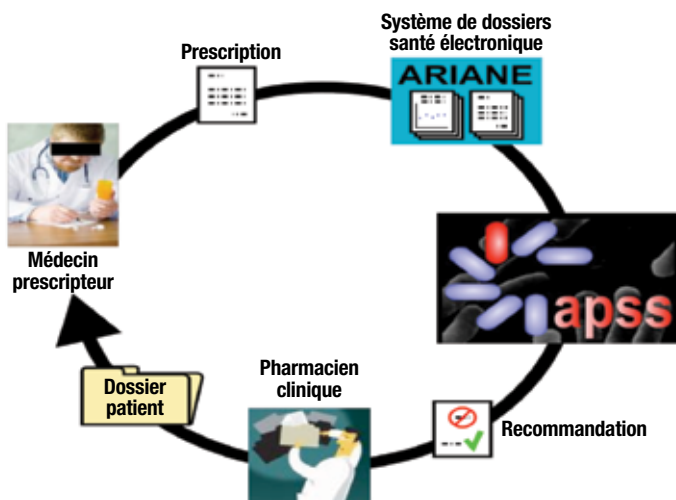 Système de dossiers
santé électronique
Prescription
ARIANE
Médecin
prescripteur
apss
Pharmacien
clinique
Dossier
patient
Recommandation